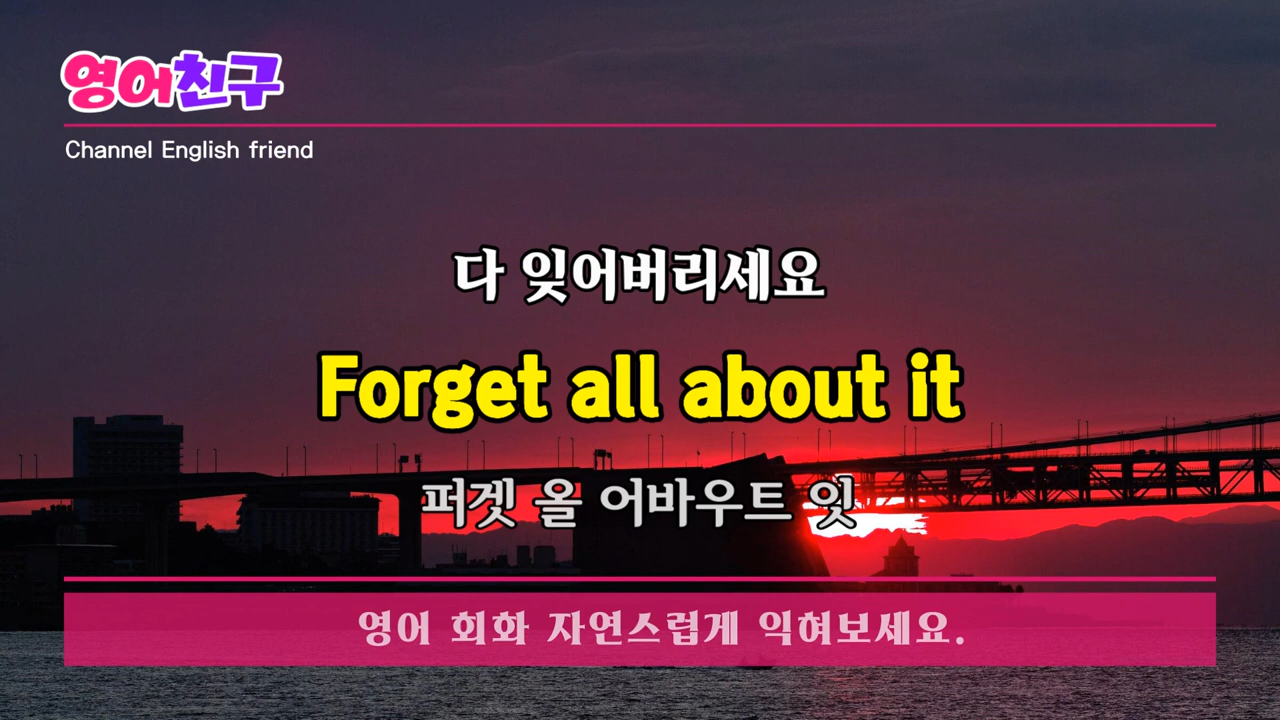 영어친구
Channel English friend
다 잊어버리세요
Forget all about it
퍼겟 올 어바우트 잇
영어 회화 자연스럽게 익혀보세요.